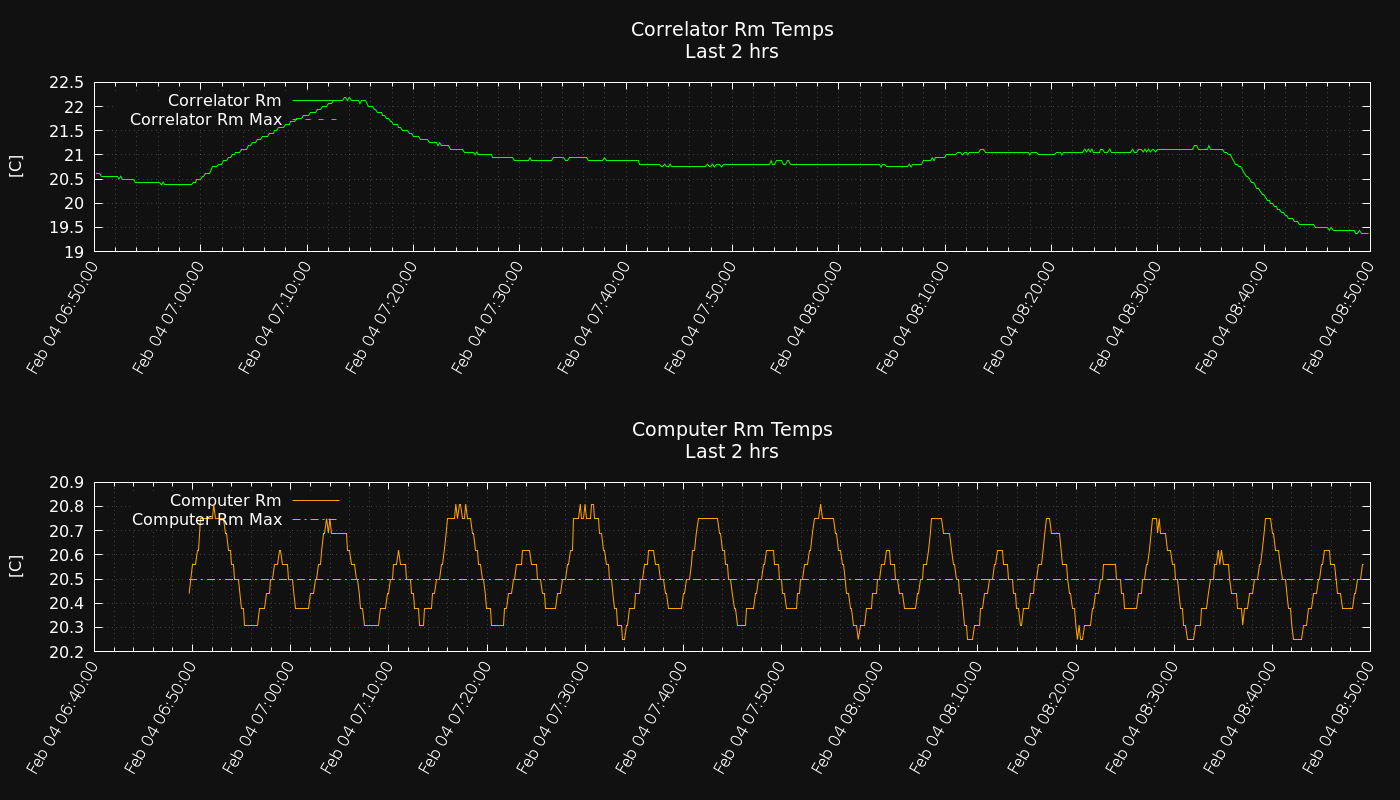 Correlator Rm Temps
Last 2 hrs
22.5
22
21.5
21
20.5
20
19.5
19
[C]
Correlator Rm
Correlator Rm Max
Feb 04 06:50:00
Feb 04 07:00:00
Feb 04 07:10:00
Feb 04 07:20:00
Feb 04 07:30:00
Feb 04 07:40:00
Feb 04 07:50:00
Feb 04 08:00:00
Feb 04 08:10:00
Feb 04 08:20:00
Feb 04 08:30:00
Feb 04 08:40:00
Feb 04 08:50:00
Computer Rm Temps
Last 2 hrs
20.9
20.8
20.7
20.6
20.5
20.4
20.3
20.2
[C]
Computer Rm
Computer Rm Max
Feb 04 06:40:00
Feb 04 06:50:00
Feb 04 07:00:00
Feb 04 07:10:00
Feb 04 07:20:00
Feb 04 07:30:00
Feb 04 07:40:00
Feb 04 07:50:00
Feb 04 08:00:00
Feb 04 08:10:00
Feb 04 08:20:00
Feb 04 08:30:00
Feb 04 08:40:00
Feb 04 08:50:00